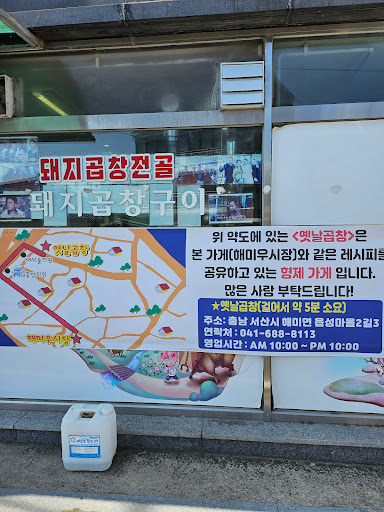 돼지곱창전골
돼지곱창구이
옛날곱창
해미우시장
위 약도에 있는 <옛날곱창>은
본 가게(해미우시장)와 같은 레시피를
공유하고 있는 형제 가게 입니다.
많은 사랑 부탁드립니다!
★옛날곱창(걸어서 약 5분 소요)
주소: 충남 서산시 해미면 읍성마을2길3
연락처: 041-688-8113
영업시간: AM 10:00 ~ PM 10:00